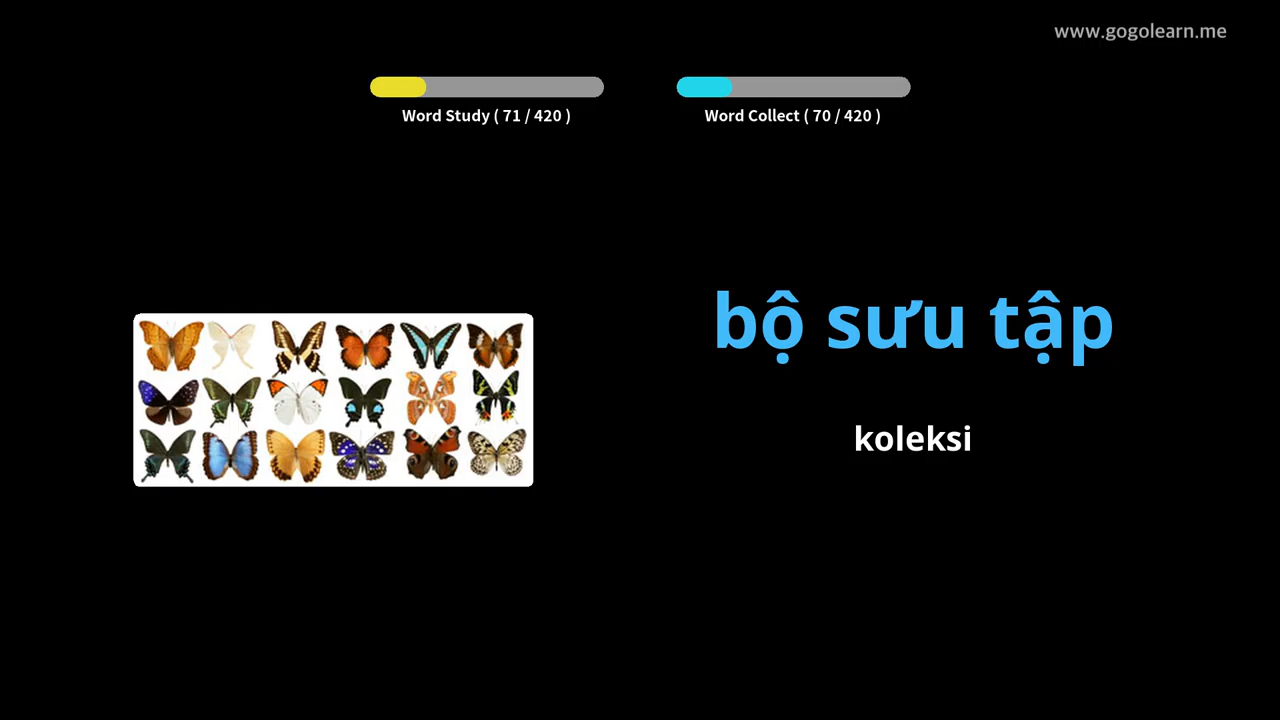 www.gogolearn.me
Word Study ( 71 / 420 )
Word Collect ( 70 / 420 )
bộ sưu tập
koleksi